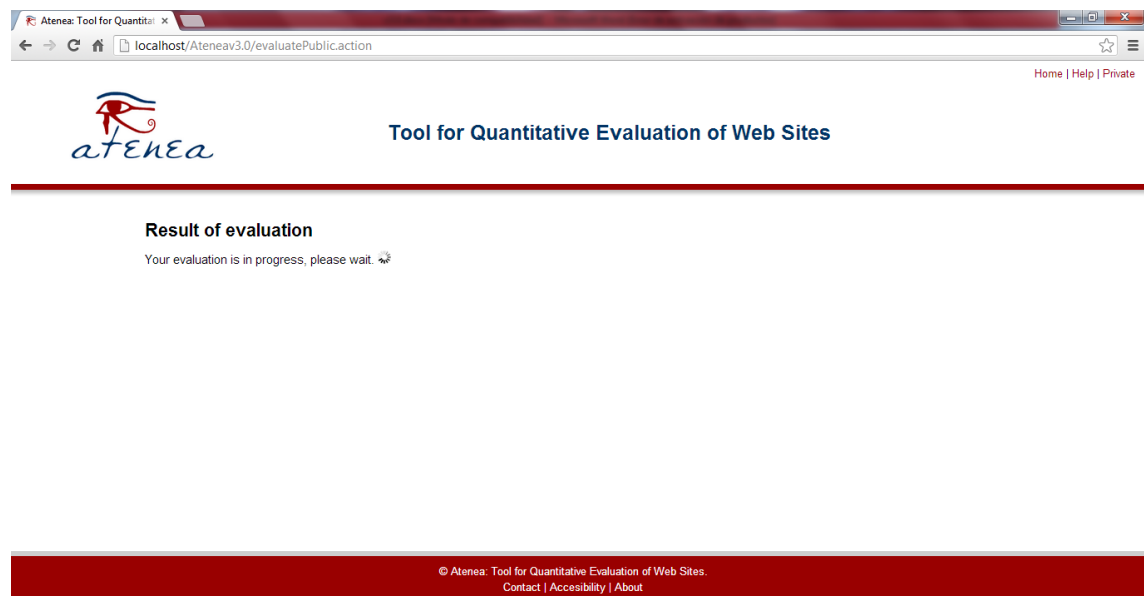 Atenea: Tool for Quantitat
localhost/Ateneav3.0/evaluatePublic.action
Home | Help | Private
atenea
Tool for Quantitative Evaluation of Web Sites
Result of evaluation
Your evaluation is in progress, please wait.
© Atenea: Tool for Quantitative Evaluation of Web Sites.
Contact | Accesibility | About